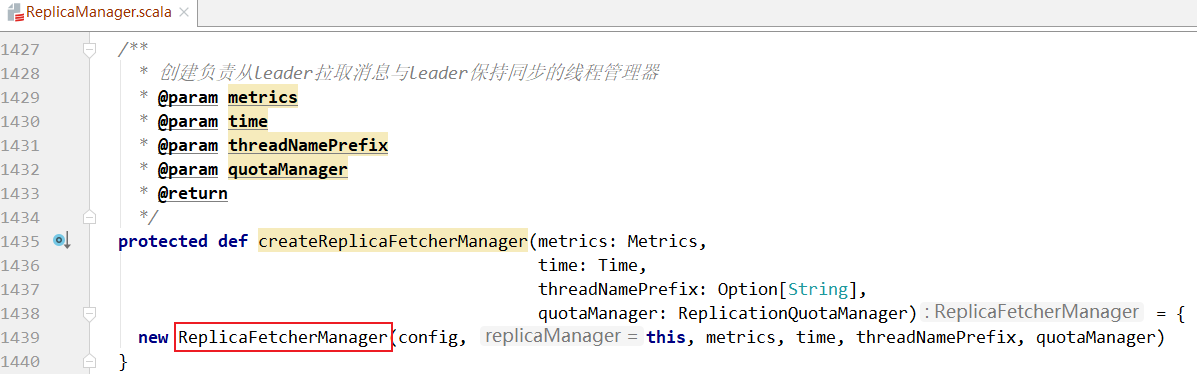 ReplicaManager.scala ×
1427 /**
1428 * 创建负责从leader拉取消息与leader保持同步的线程管理器
1429 * @param metrics
1430 * @param time
1431 * @param threadNamePrefix
1432 * @param quotaManager
1433 * @return
1434 */
1435 protected def createReplicaFetcherManager(metrics: Metrics,
1436 time: Time,
1437 threadNamePrefix: Option[String],
1438 quotaManager: ReplicationQuotaManager) : ReplicaFetcherManager = {
1439 new ReplicaFetcherManager(config, replicaManager = this, metrics, time, threadNamePrefix, quotaManager)
1440 }